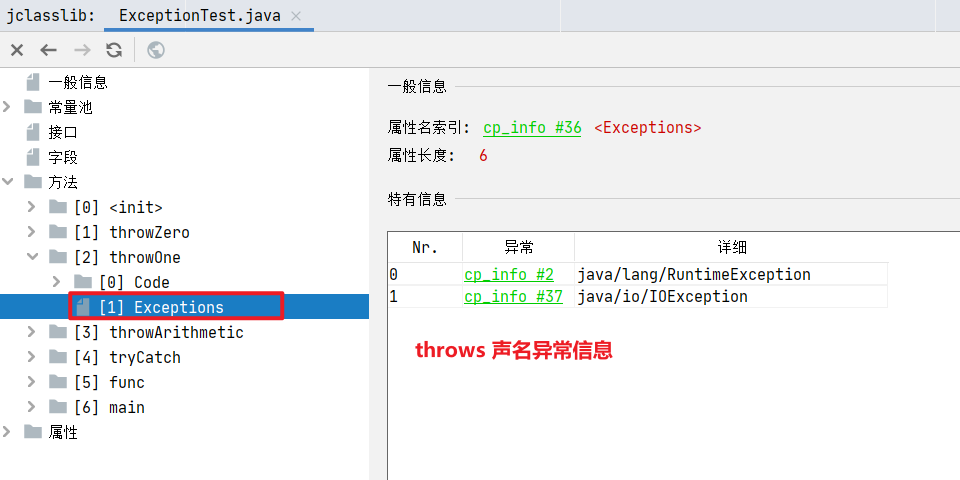 jclasslib: ExceptionTest.java
一般信息
常量池
接口
字段
方法
[0] <init>
[1] throwZero
[2] throwOne
[0] Code
[1] Exceptions
[3] throwArithmetic
[4] tryCatch
[5] func
[6] main
属性
一般信息
属性名索引: cp_info #36 <Exceptions>
属性长度: 6
特有信息
Nr. 异常 详细
0 cp_info #2 java/lang/RuntimeException
1 cp_info #37 java/io/IOException
throws 声名异常信息